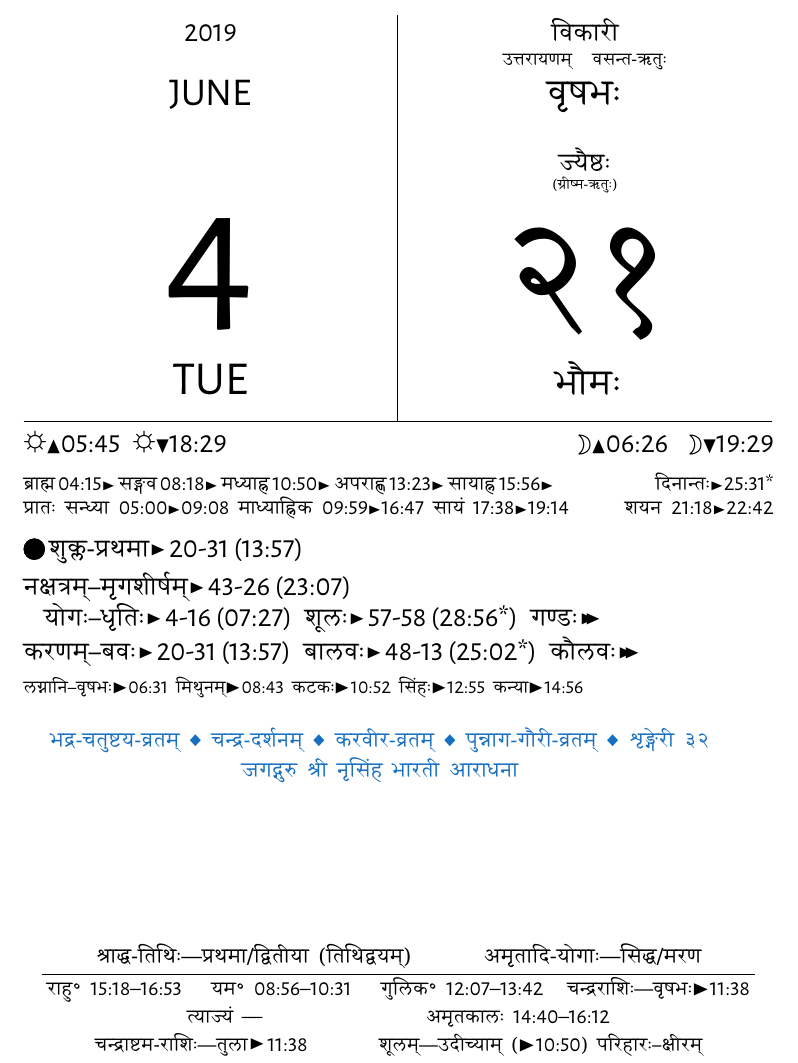 2019
JUNE
4
TUE
विकारी
उत्तरायणम् वसन्त-ऋतुः
वृषभः
ज्यैष्ठः
(ग्रीष्म-ऋतुः)
२१
भौमः
☼▲05:45 ☼▼18:29 ☽▲06:26 ☽▼19:29
ब्राह्म 04:15► सङ्गव 08:18► मध्याह्न 10:50► अपराह्ण 13:23► सायाह्न 15:56► दिनान्तः►25:31*
प्रातः सन्ध्या 05:00►09:08 माध्याह्निक 09:59►16:47 सायं 17:38►19:14 शयन 21:18►22:42
●शुक्ल-प्रथमा► 20-31 (13:57)
नक्षत्रम्–मृगशीर्षम्► 43-26 (23:07)
योगः–धृतिः► 4-16 (07:27) शूलः► 57-58 (28:56*) गण्डः►►
करणम्–बवः► 20-31 (13:57) बालवः► 48-13 (25:02*) कौलवः►►
लग्नानि–वृषभः►06:31 मिथुनम्►08:43 कटकः►10:52 सिंहः►12:55 कन्या►14:56
भद्र-चतुष्टय-व्रतम् ◆ चन्द्र-दर्शनम् ◆ करवीर-व्रतम् ◆ पुन्नाग-गौरी-व्रतम् ◆ शृङ्गेरी ३२
जगद्गुरु श्री नृसिंह भारती आराधना
श्राद्ध-तिथिः—प्रथमा/द्वितीया (तिथिद्वयम्) अमृतादि-योगाः—सिद्ध/मरण
राहु° 15:18–16:53 यम° 08:56–10:31 गुलिक° 12:07–13:42 चन्द्रराशिः—वृषभः►11:38
त्याज्यं — अमृतकालः 14:40–16:12
चन्द्राष्टम-राशिः—तुला►11:38 शूलम्—उदीच्याम् (►10:50) परिहारः–क्षीरम्